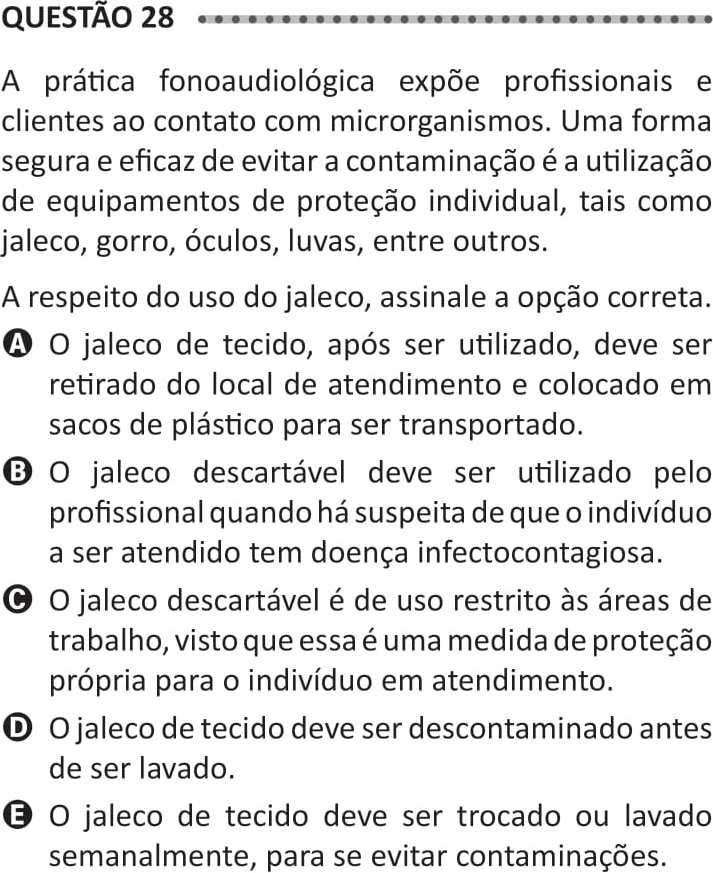 QUESTÃO 28
A prática fonoaudiológica expõe profissionais e
clientes ao contato com microrganismos. Uma forma
segura e eficaz de evitar a contaminação é a utilização
de equipamentos de proteção individual, tais como
jaleco, gorro, óculos, luvas, entre outros.
A respeito do uso do jaleco, assinale a opção correta.
A O jaleco de tecido, após ser utilizado, deve ser
retirado do local de atendimento e colocado em
sacos de plástico para ser transportado.
B O jaleco descartável deve ser utilizado pelo
profissional quando há suspeita de que o indivíduo
a ser atendido tem doença infectocontagiosa.
C O jaleco descartável é de uso restrito às áreas de
trabalho, visto que essa é uma medida de proteção
própria para o indivíduo em atendimento.
D O jaleco de tecido deve ser descontaminado antes
de ser lavado.
E O jaleco de tecido deve ser trocado ou lavado
semanalmente, para se evitar contaminações.